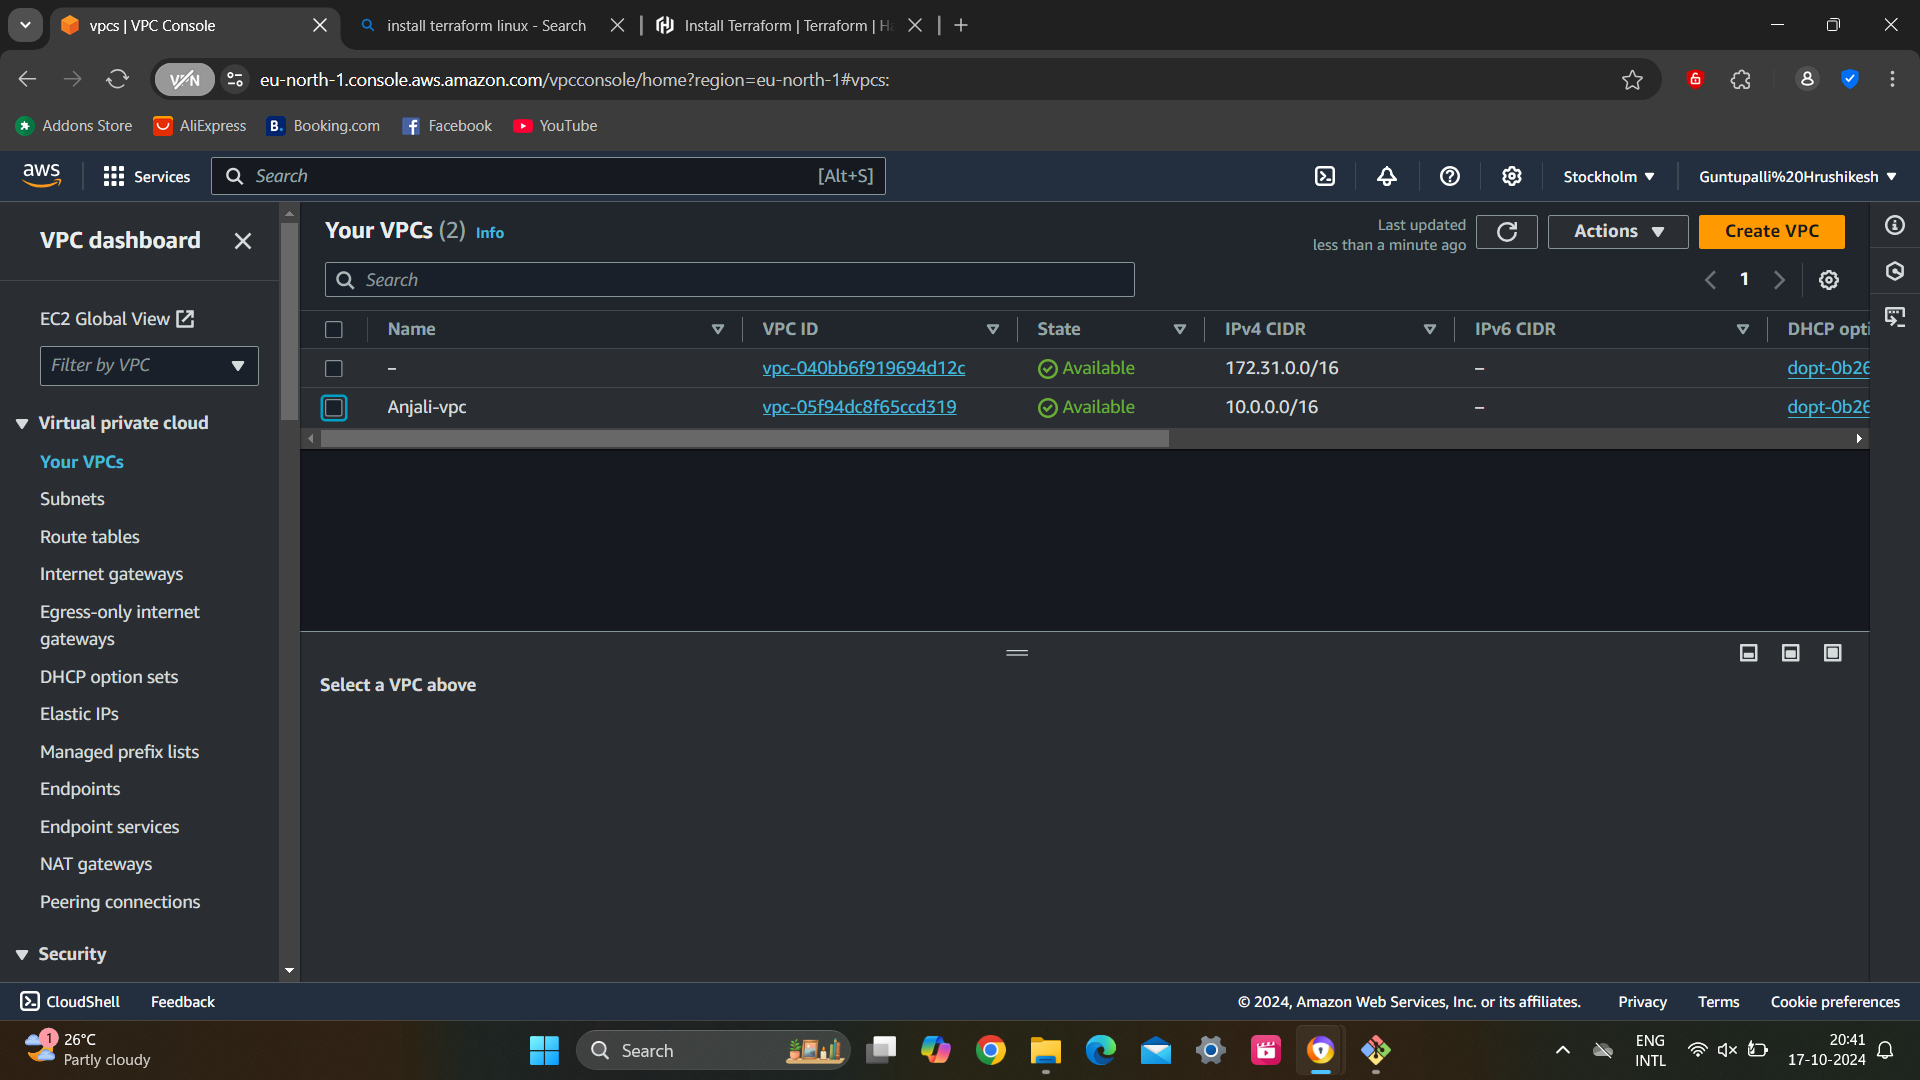 vpcs | VPC Console
install terraform linux - Search
Install Terraform | Terraform | Ha
VPN
eu-north-1.console.aws.amazon.com/vpcconsole/home?region=eu-north-1#vpcs:
Addons Store
AliExpress
B.
Booking.com
Facebook
YouTube
aws
Services
Search
[Alt+S]
Stockholm
Guntupalli%20Hrushikesh
VPC dashboard
EC2 Global View
Filter by VPC
Virtual private cloud
Your VPCs
Subnets
Route tables
Internet gateways
Egress-only internet
gateways
DHCP option sets
Elastic IPs
Managed prefix lists
Endpoints
Endpoint services
NAT gateways
Peering connections
Security
Your VPCs (2) Info
Last updated
less than a minute ago
Actions
Create VPC
Search
1
Name VPC ID State IPv4 CIDR IPv6 CIDR DHCP opti
– vpc-040bb6f919694d12c Available 172.31.0.0/16 – dopt-0b26
Anjali-vpc vpc-05f94dc8f65ccd319 Available 10.0.0.0/16 – dopt-0b26
Select a VPC above
CloudShell
Feedback
© 2024, Amazon Web Services, Inc. or its affiliates.
Privacy
Terms
Cookie preferences
1
26°C
Partly cloudy
Search
ENG
INTL
20:41
17-10-2024